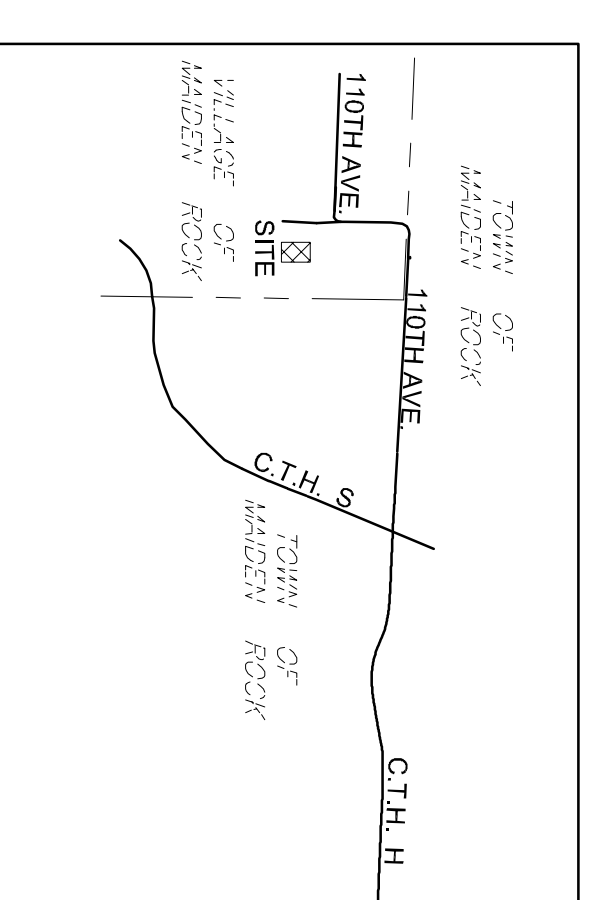 TOWN OF
MAIDEN ROCK
110TH AVE.
110TH AVE.
VILLAGE OF
MAIDEN ROCK
SITE
C.T.H. S
TOWN OF
MAIDEN ROCK
C.T.H. H